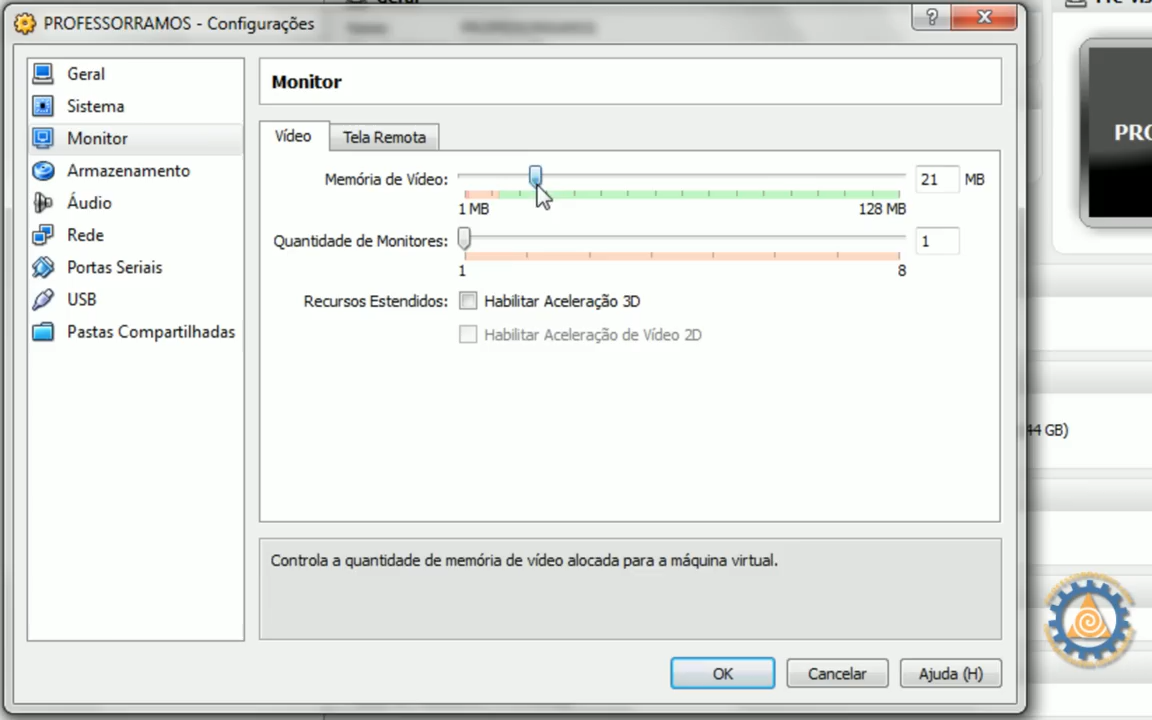 PROFESSORRAMOS - Configurações
Geral
Sistema
Monitor
Armazenamento
Áudio
Rede
Portas Seriais
USB
Pastas Compartilhadas
Monitor
Vídeo
Tela Remota
Memória de Vídeo:
21
MB
1 MB
128 MB
Quantidade de Monitores:
1
1
8
Recursos Estendidos:
Habilitar Aceleração 3D
Habilitar Aceleração de Vídeo 2D
Controla a quantidade de memória de vídeo alocada para a máquina virtual.
OK
Cancelar
Ajuda (H)
PRO
44 GB)